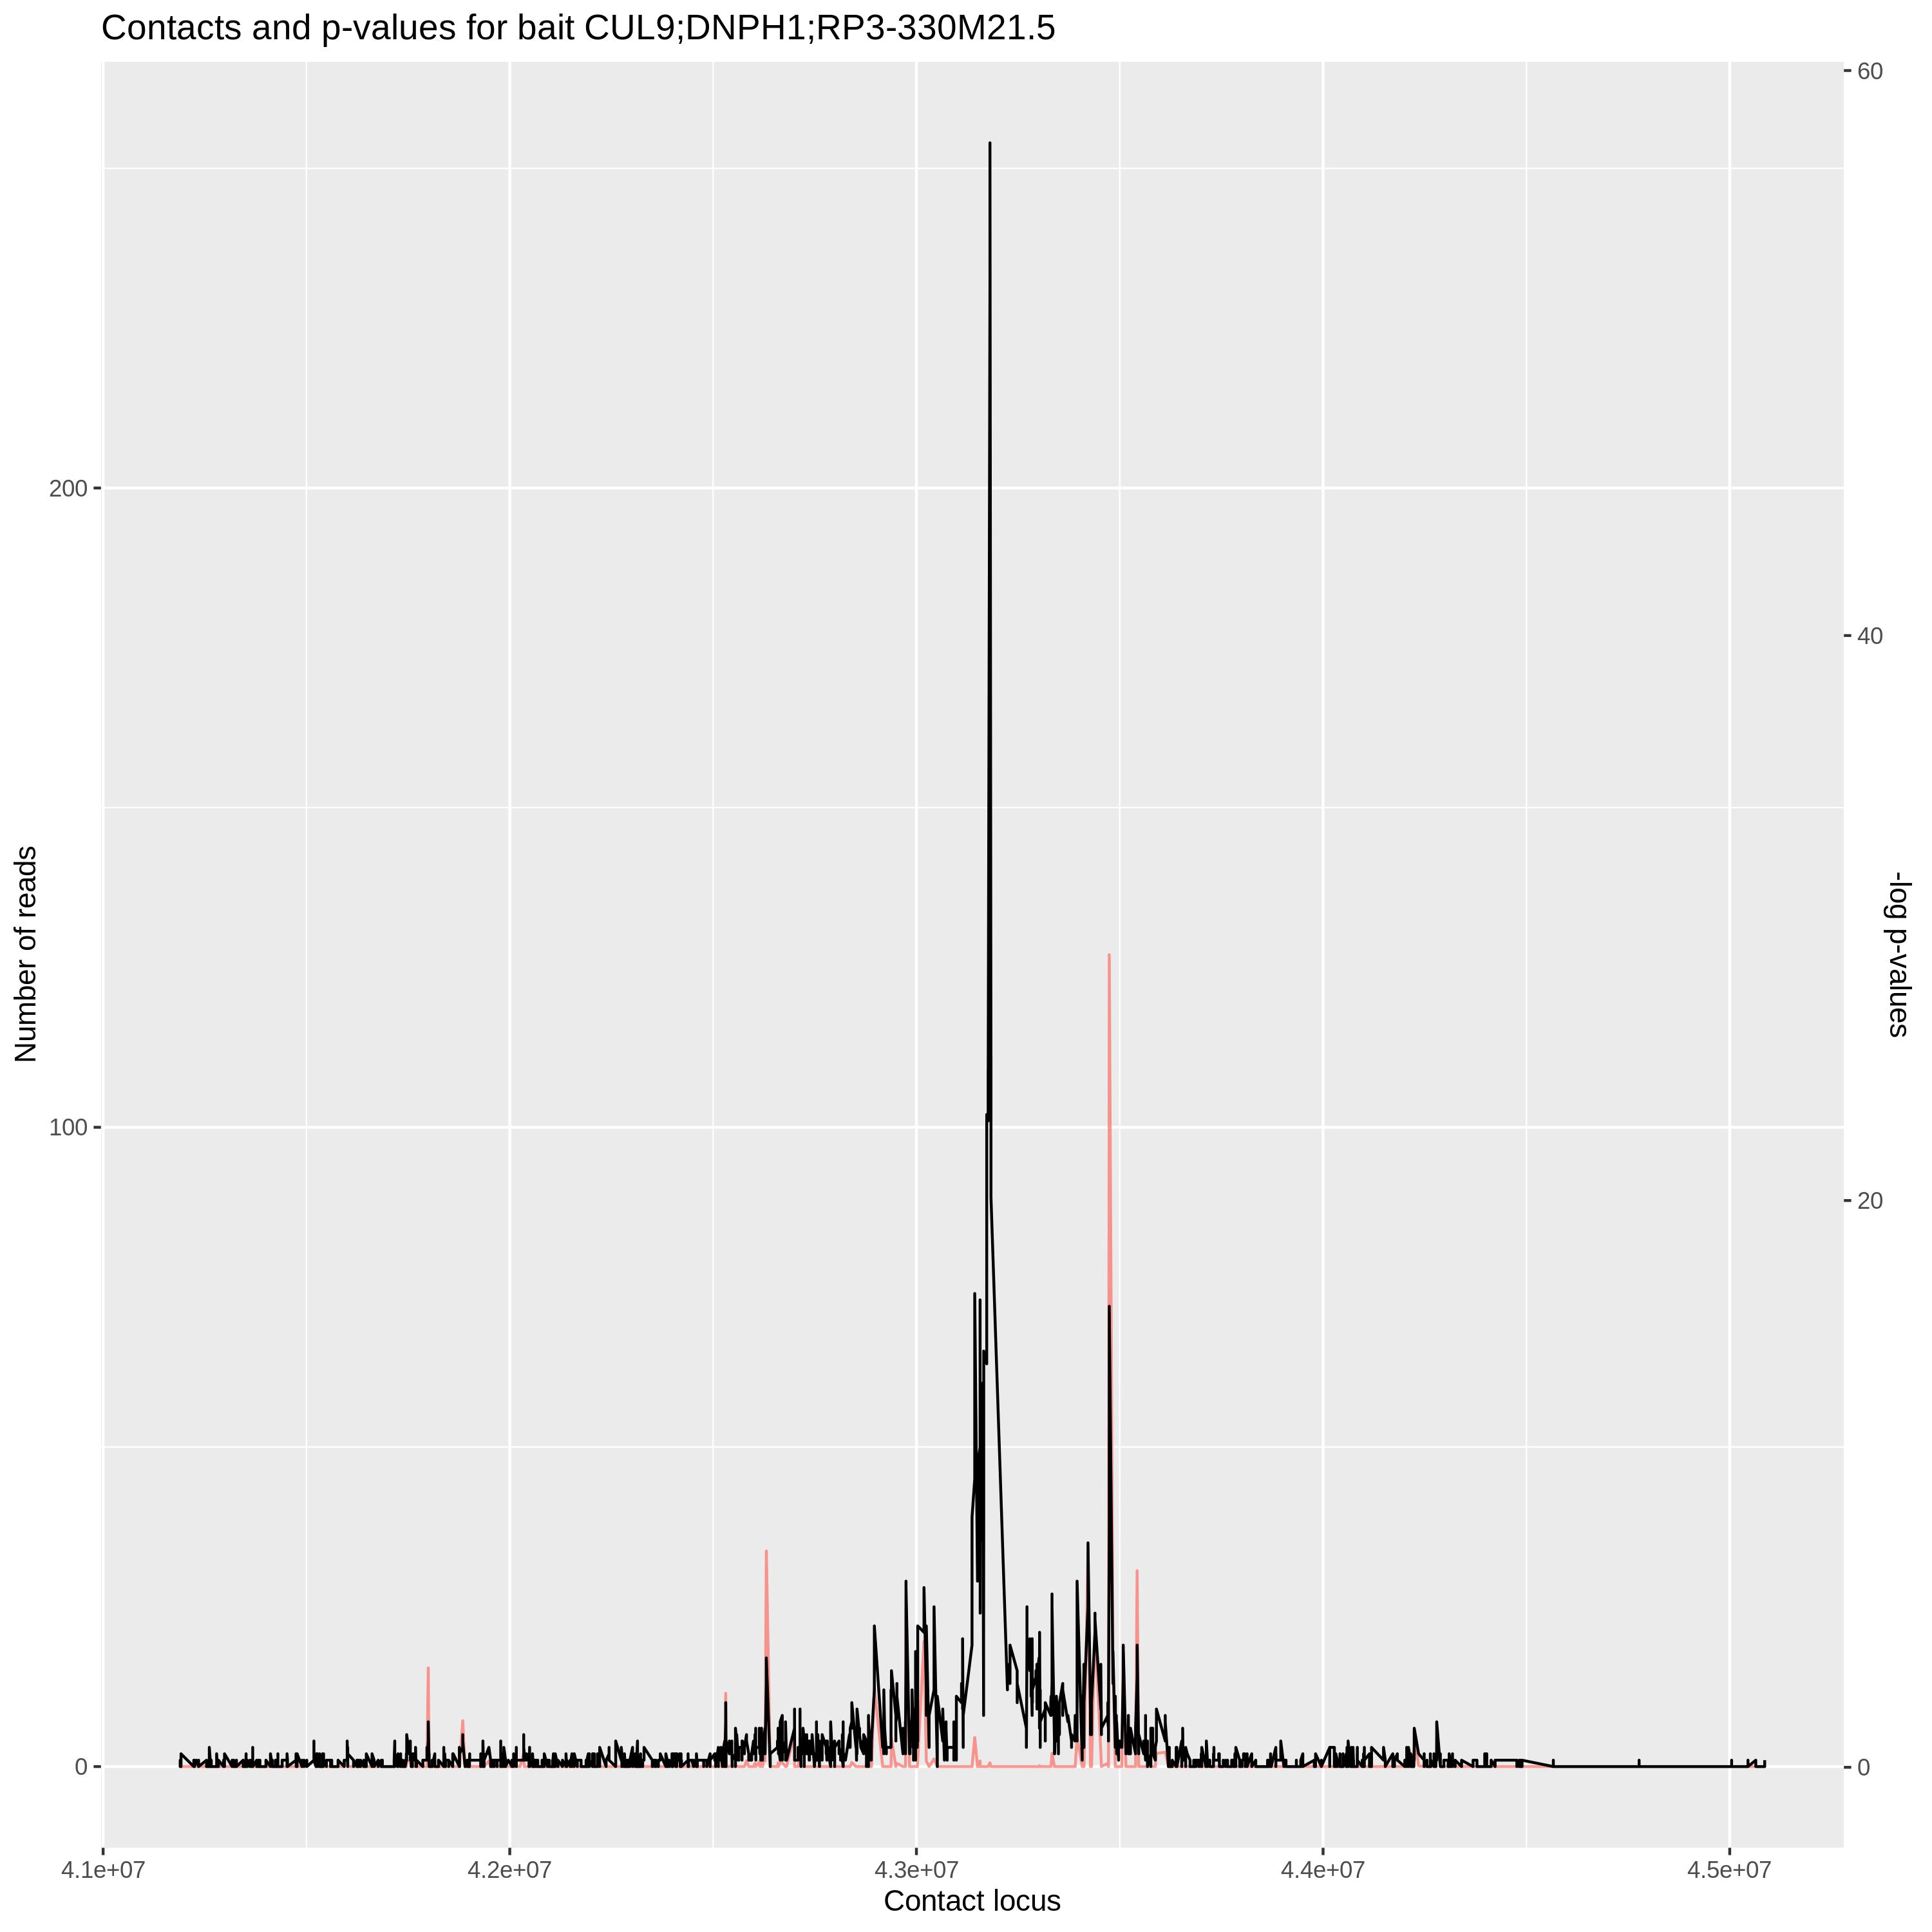 Contacts and p-values for bait CUL9;DNPH1;RP3-330M21.5
60
200
40
Number of reads
-log p-values
100
20
0
0
4.1e+07
4.2e+07
4.3e+07
4.4e+07
4.5e+07
Contact locus